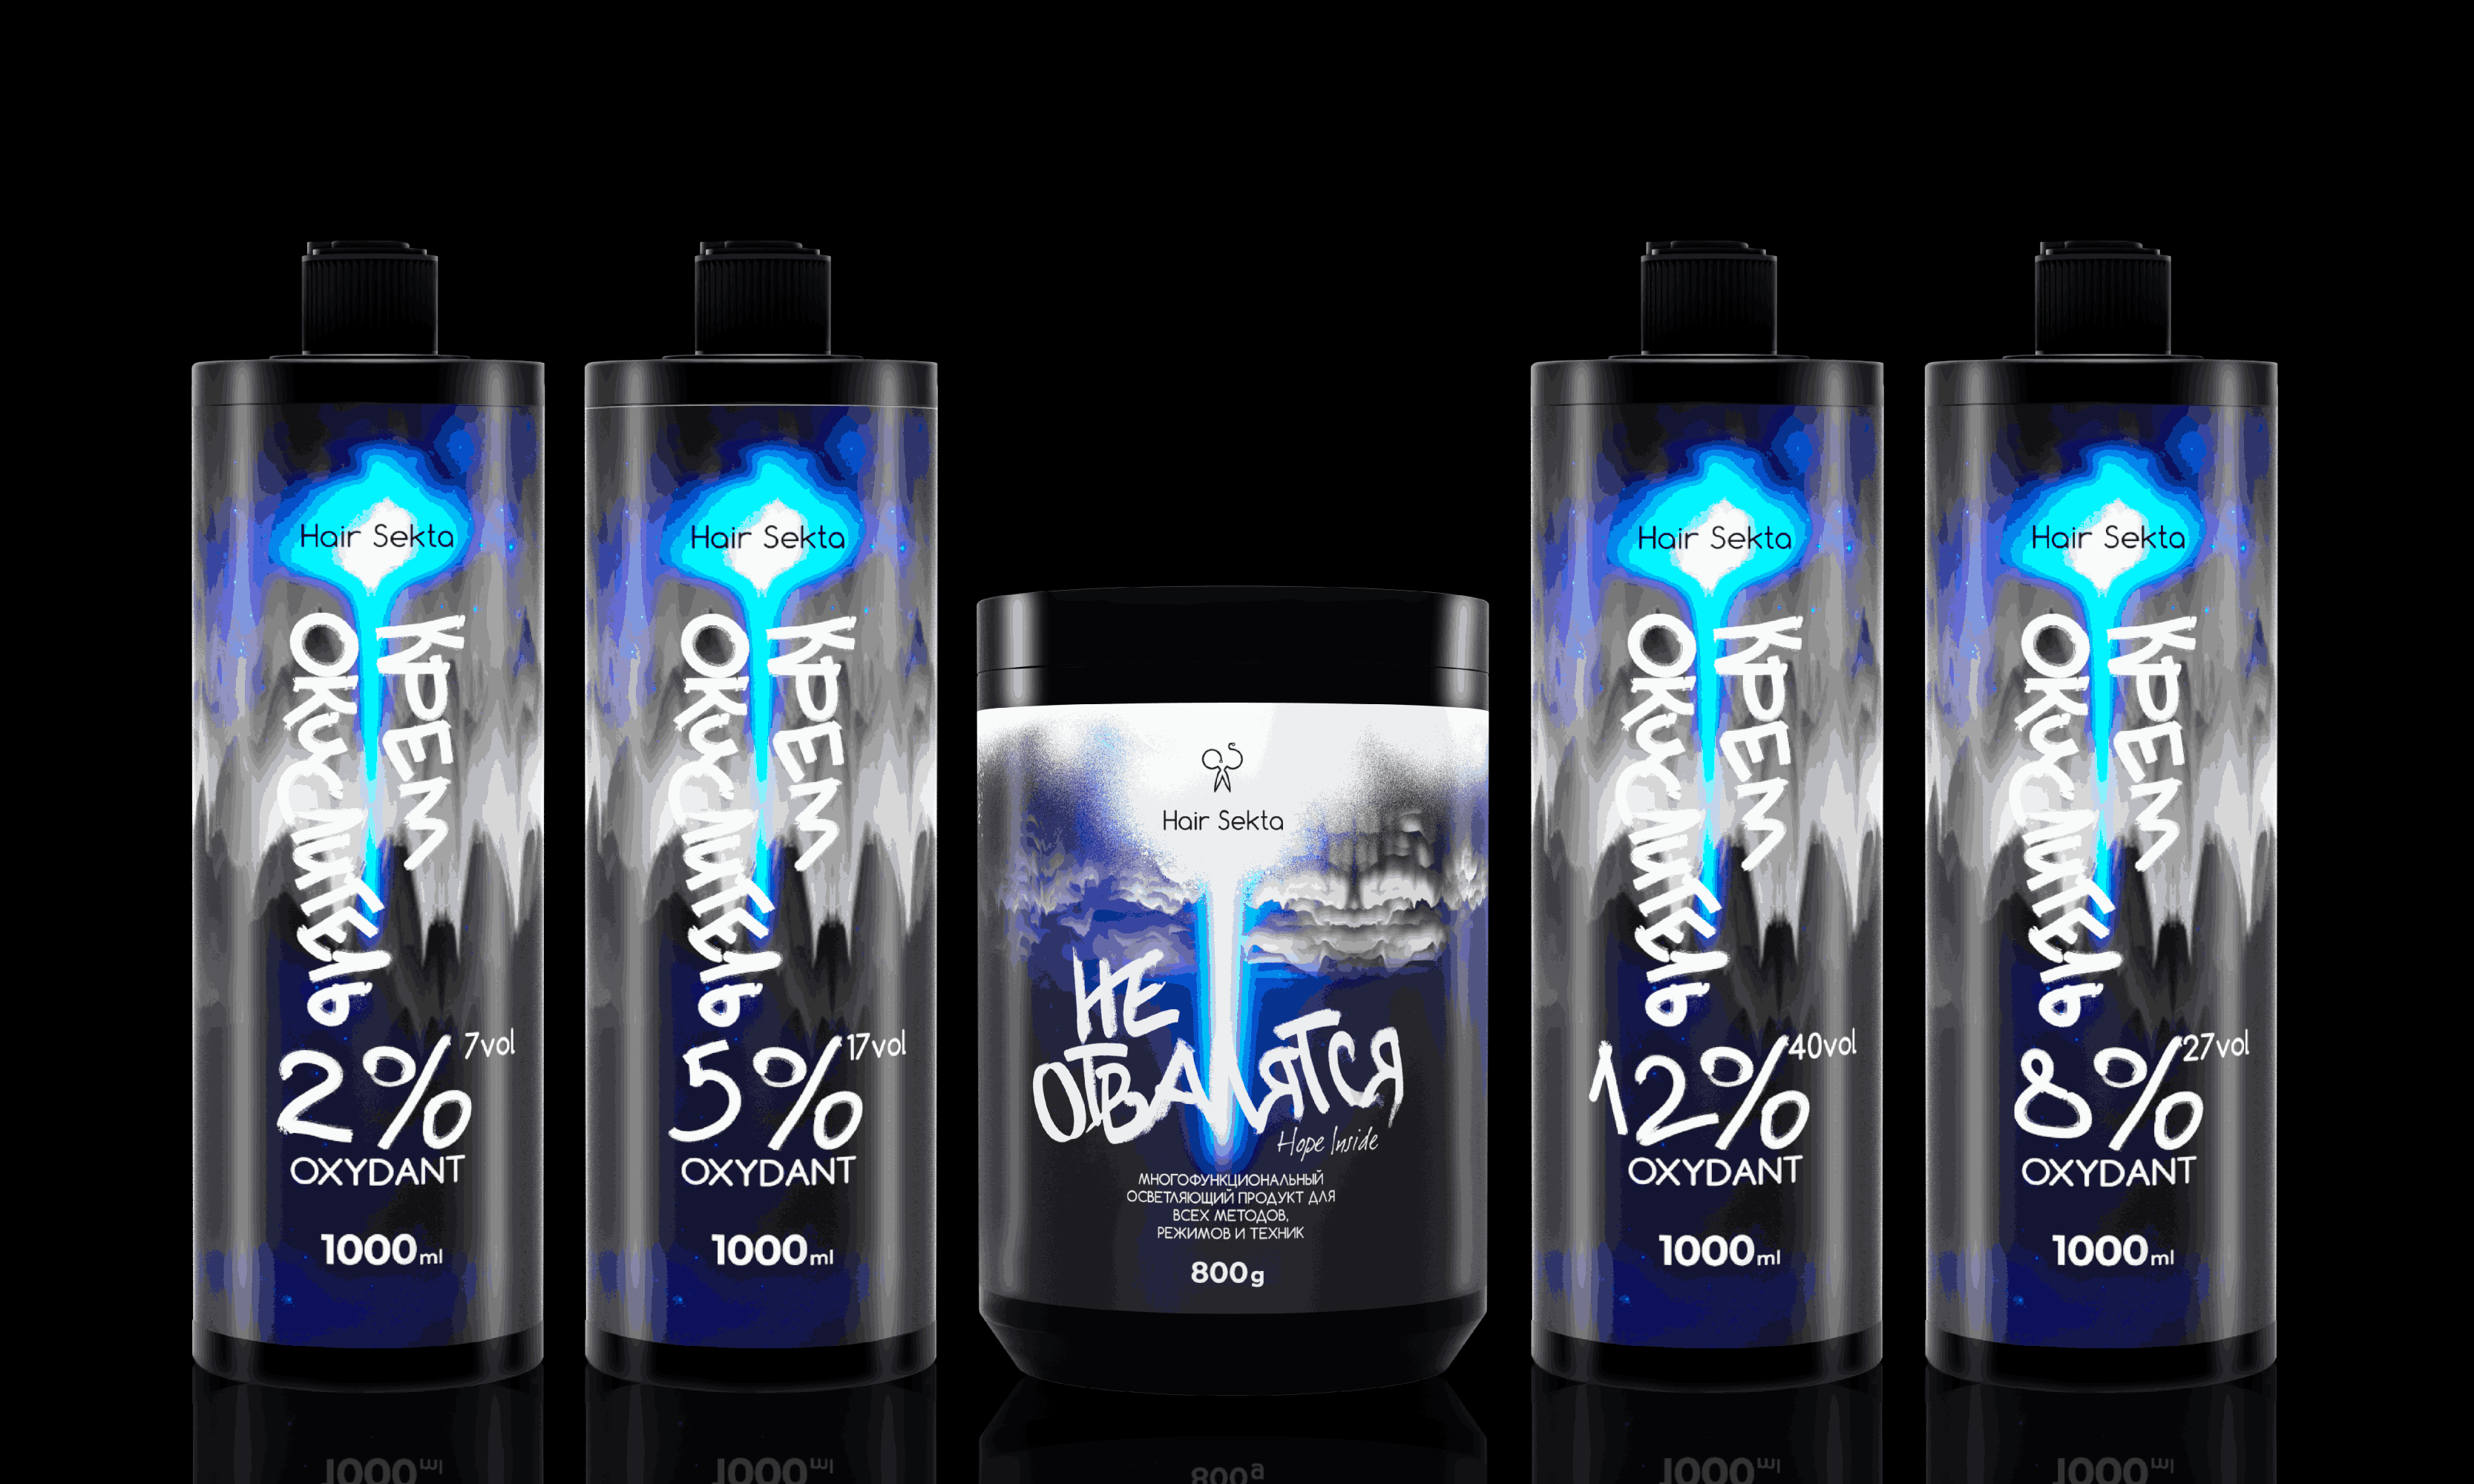 Hair Sekta
Крем
Окислитель
2% 7vol
OXYDANT
1000ml
Hair Sekta
Крем
Окислитель
5% 17vol
OXYDANT
1000ml
Hair Sekta
НЕ
ОТВАЛЯТСЯ
Hope Inside
МНОГОФУНКЦИОНАЛЬНЫЙ
ОСВЕТЛЯЮЩИЙ ПРОДУКТ ДЛЯ
ВСЕХ МЕТОДОВ,
РЕЖИМОВ И ТЕХНИК
800g
Hair Sekta
Крем
Окислитель
12% 40vol
OXYDANT
1000ml
Hair Sekta
Крем
Окислитель
8% 27vol
OXYDANT
1000ml